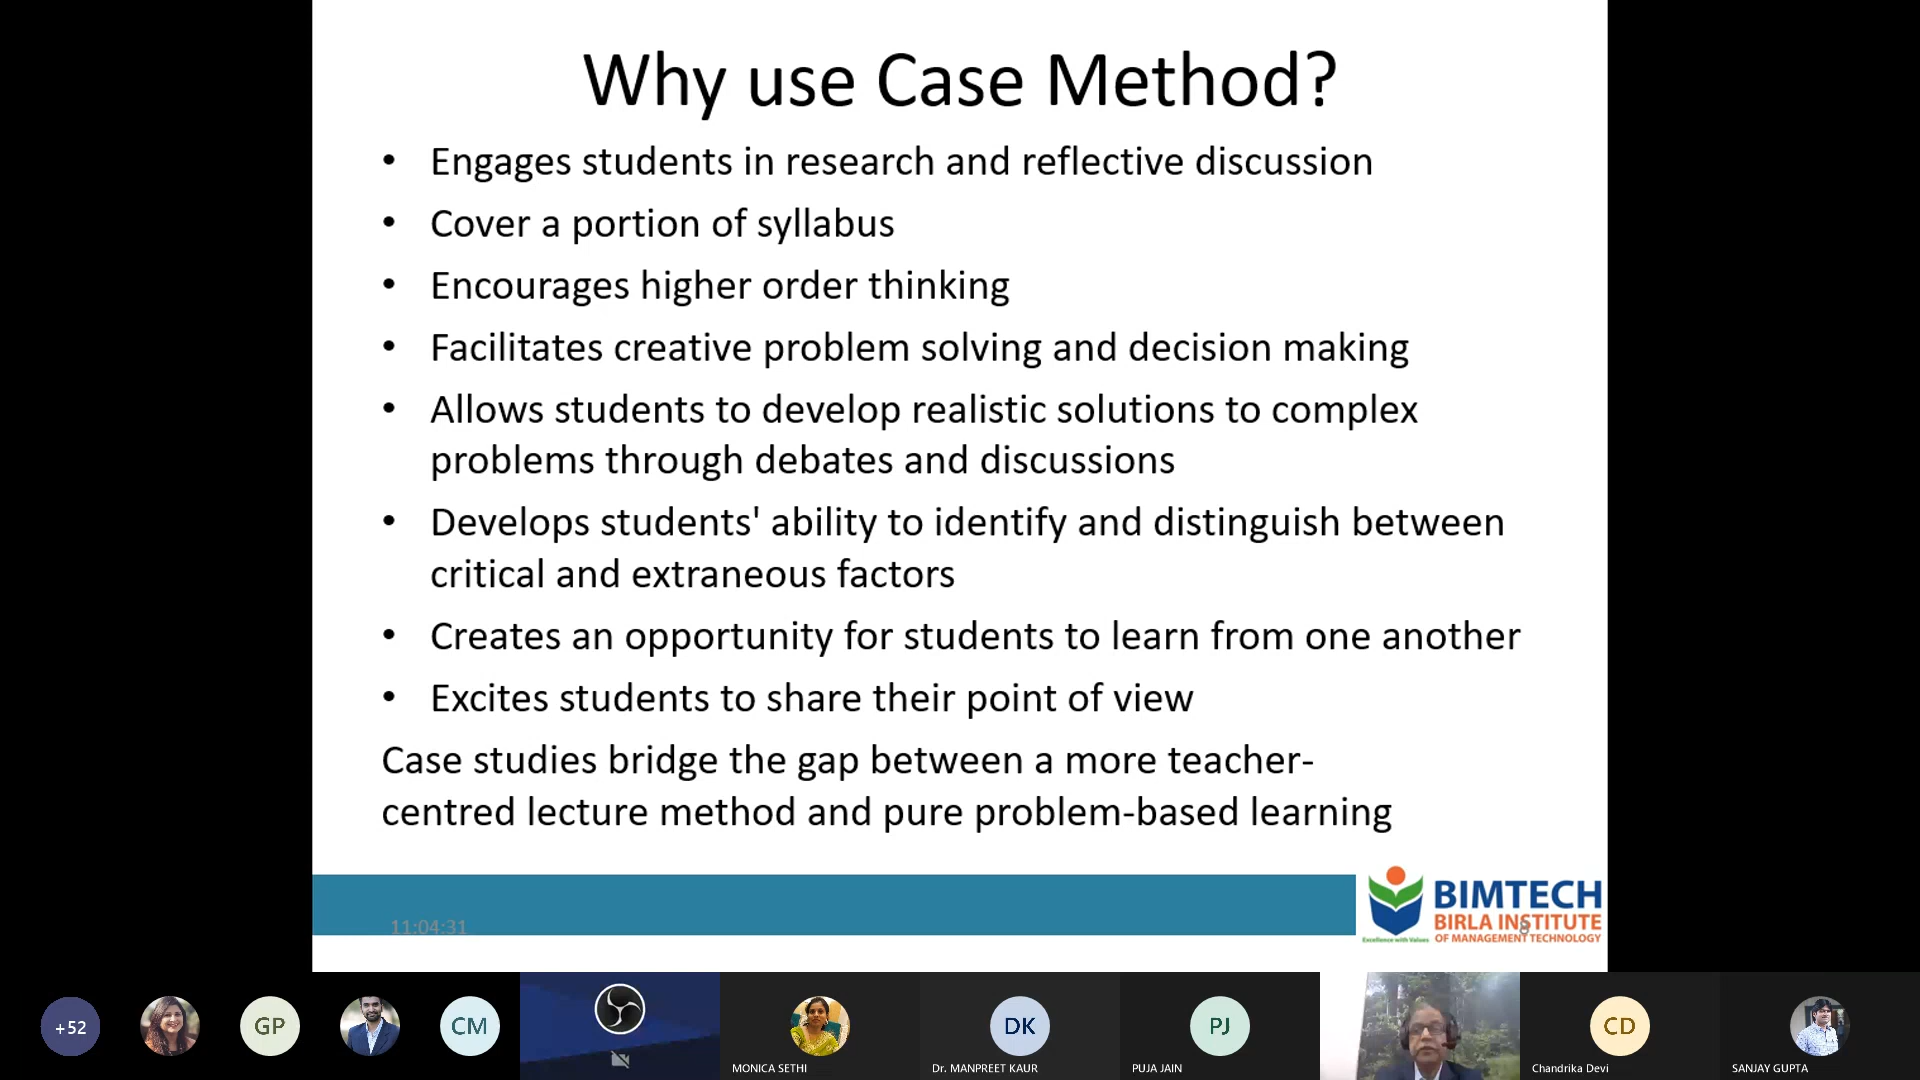 Why use Case Method?
• Engages students in research and reflective discussion
• Cover a portion of syllabus
• Encourages higher order thinking
• Facilitates creative problem solving and decision making
• Allows students to develop realistic solutions to complex
problems through debates and discussions
• Develops students' ability to identify and distinguish between
critical and extraneous factors
• Creates an opportunity for students to learn from one another
• Excites students to share their point of view
Case studies bridge the gap between a more teacher-
centred lecture method and pure problem-based learning
11:04:31
8
BIMTECH
BIRLA INSTITUTE
OF MANAGEMENT TECHNOLOGY
Excellence with Values
+52
GP
CM
DK
PJ
CD
MONICA SETHI
Dr. MANPREET KAUR
PUJA JAIN
Chandrika Devi
SANJAY GUPTA